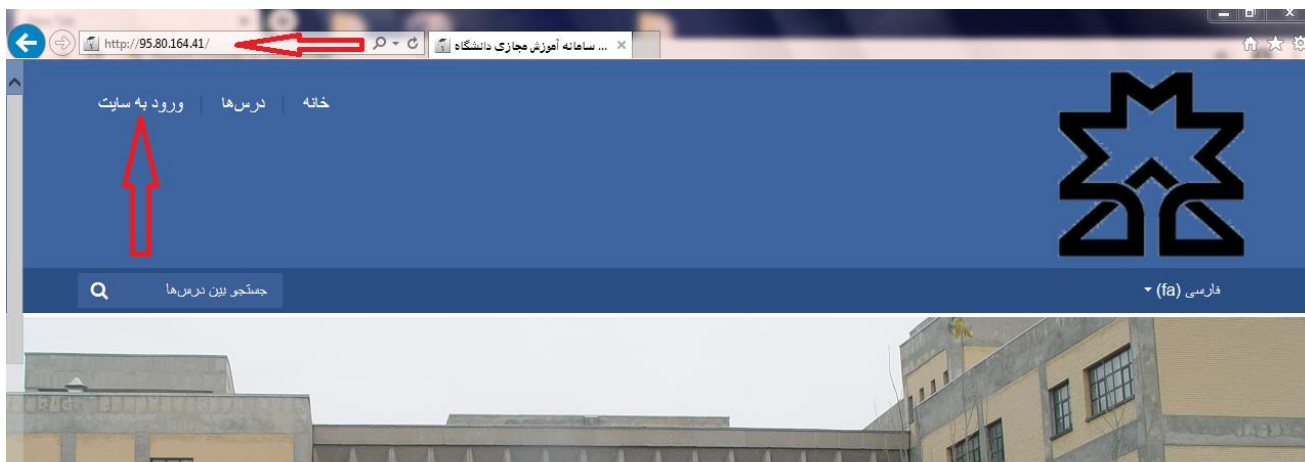 http://95.80.164.41/
سامانه آموزش مجازی دانشگاه ...
خانه | درس‌ها | ورود به سایت
فارسی (fa)
جستجو بین درس‌ها